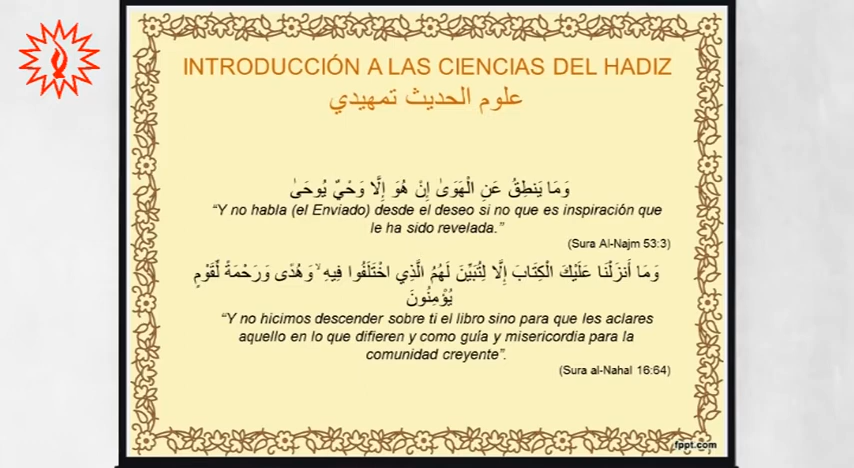 INTRODUCCIÓN A LAS CIENCIAS DEL HADIZ
علوم الحديث تمهيدي
وَمَا يَنطِقُ عَنِ الْهَوَىٰ إِنْ هُوَ إِلَّا وَحْيٌ يُوحَىٰ
“Y no habla (el Enviado) desde el deseo si no que es inspiración que
le ha sido revelada.”
(Sura Al-Najm 53:3)
وَمَا أَنزَلْنَا عَلَيْكَ الْكِتَابَ إِلَّا لِتُبَيِّنَ لَهُمُ الَّذِي اخْتَلَفُوا فِيهِ ۙ وَهُدًى وَرَحْمَةً لِّقَوْمٍ
يُؤْمِنُونَ
“Y no hicimos descender sobre ti el libro sino para que les aclares
aquello en lo que difieren y como guía y misericordia para la
comunidad creyente”.
(Sura al-Nahal 16:64)
fppt.com